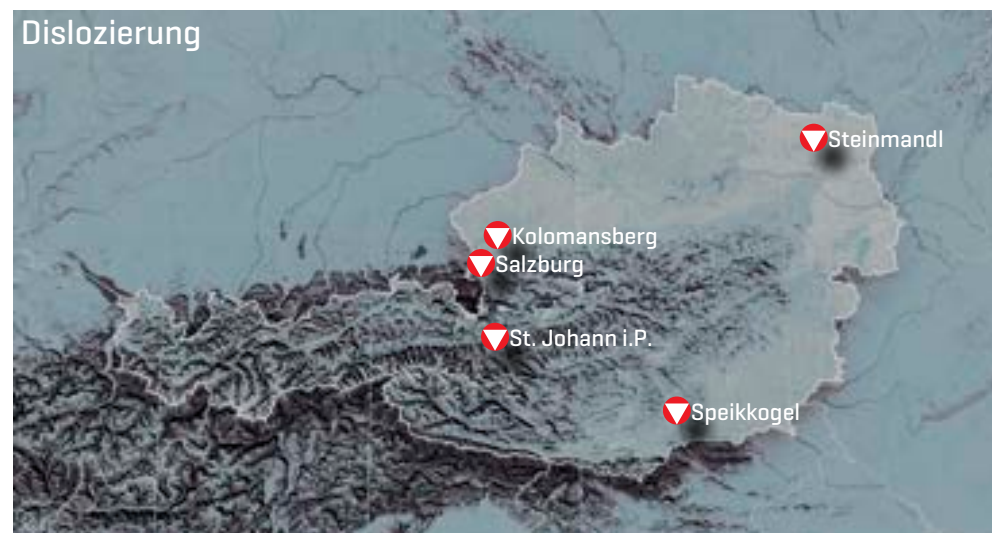 Dislozierung
Steinmandl
Kolomansberg
Salzburg
St. Johann i.P.
Speikkogel